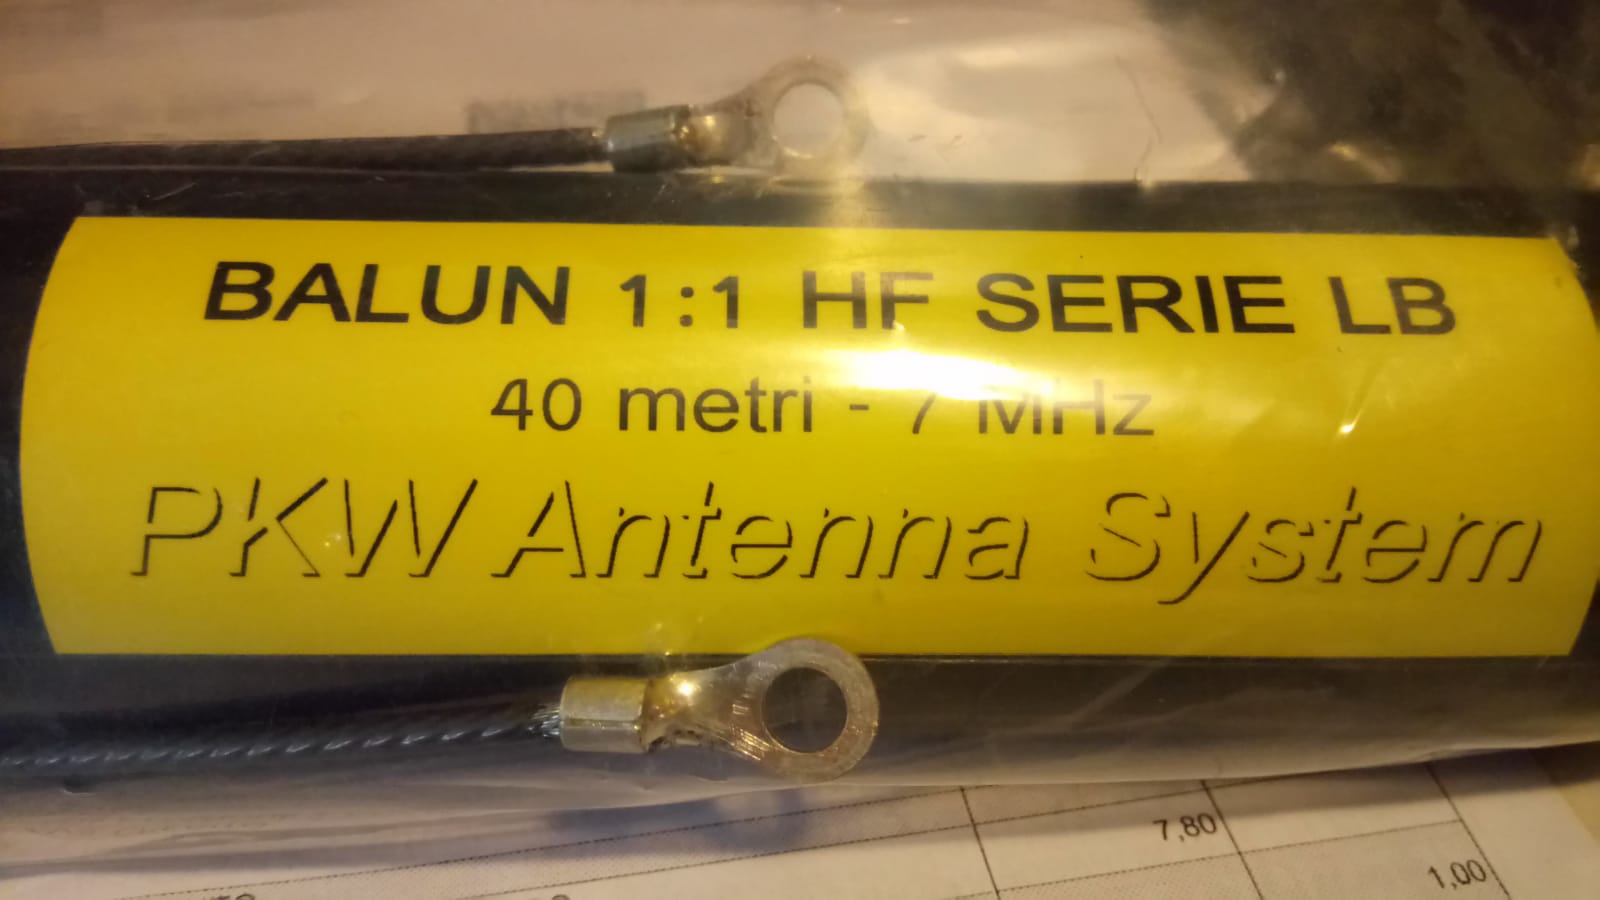 BALUN 1:1 HF SERIE LB
40 metri - 7 MHz
PKW Antenna System
7,80
1,00